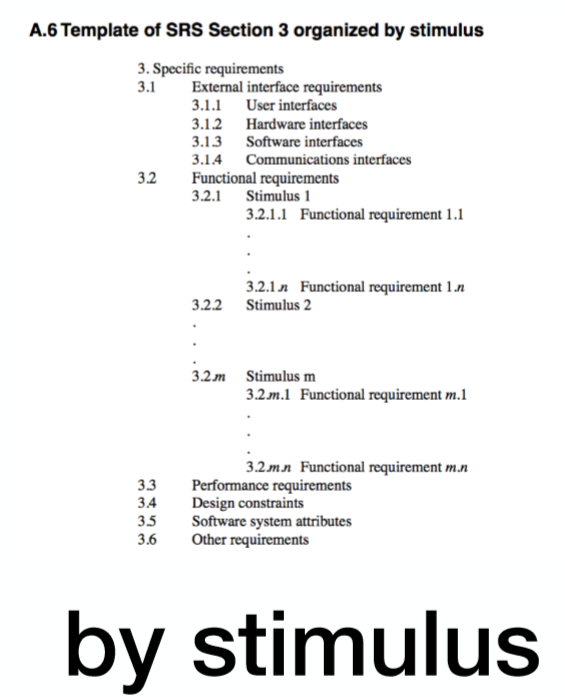 A.6 Template of SRS Section 3 organized by stimulus
3. Specific requirements
3.1 External interface requirements
3.1.1 User interfaces
3.1.2 Hardware interfaces
3.1.3 Software interfaces
3.1.4 Communications interfaces
3.2 Functional requirements
3.2.1 Stimulus 1
3.2.1.1 Functional requirement 1.1
.
.
.
3.2.1.n Functional requirement 1.n
3.2.2 Stimulus 2
.
.
.
3.2.m Stimulus m
3.2.m.1 Functional requirement m.1
.
.
.
3.2.m.n Functional requirement m.n
3.3 Performance requirements
3.4 Design constraints
3.5 Software system attributes
3.6 Other requirements
by stimulus